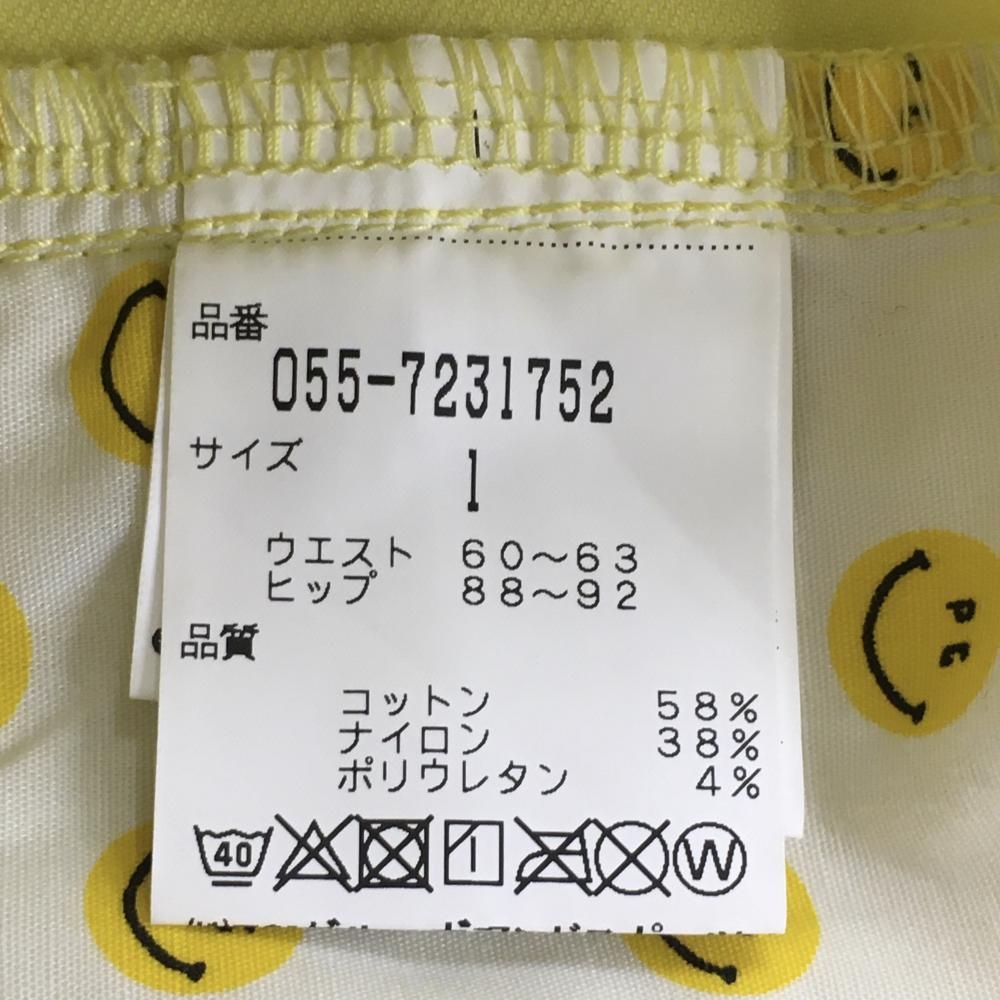 品番
055-7231752
サイズ
1
ウエスト 60～63
ヒップ 88～92
品質
コットン 58%
ナイロン 38%
ポリウレタン 4%
40
W